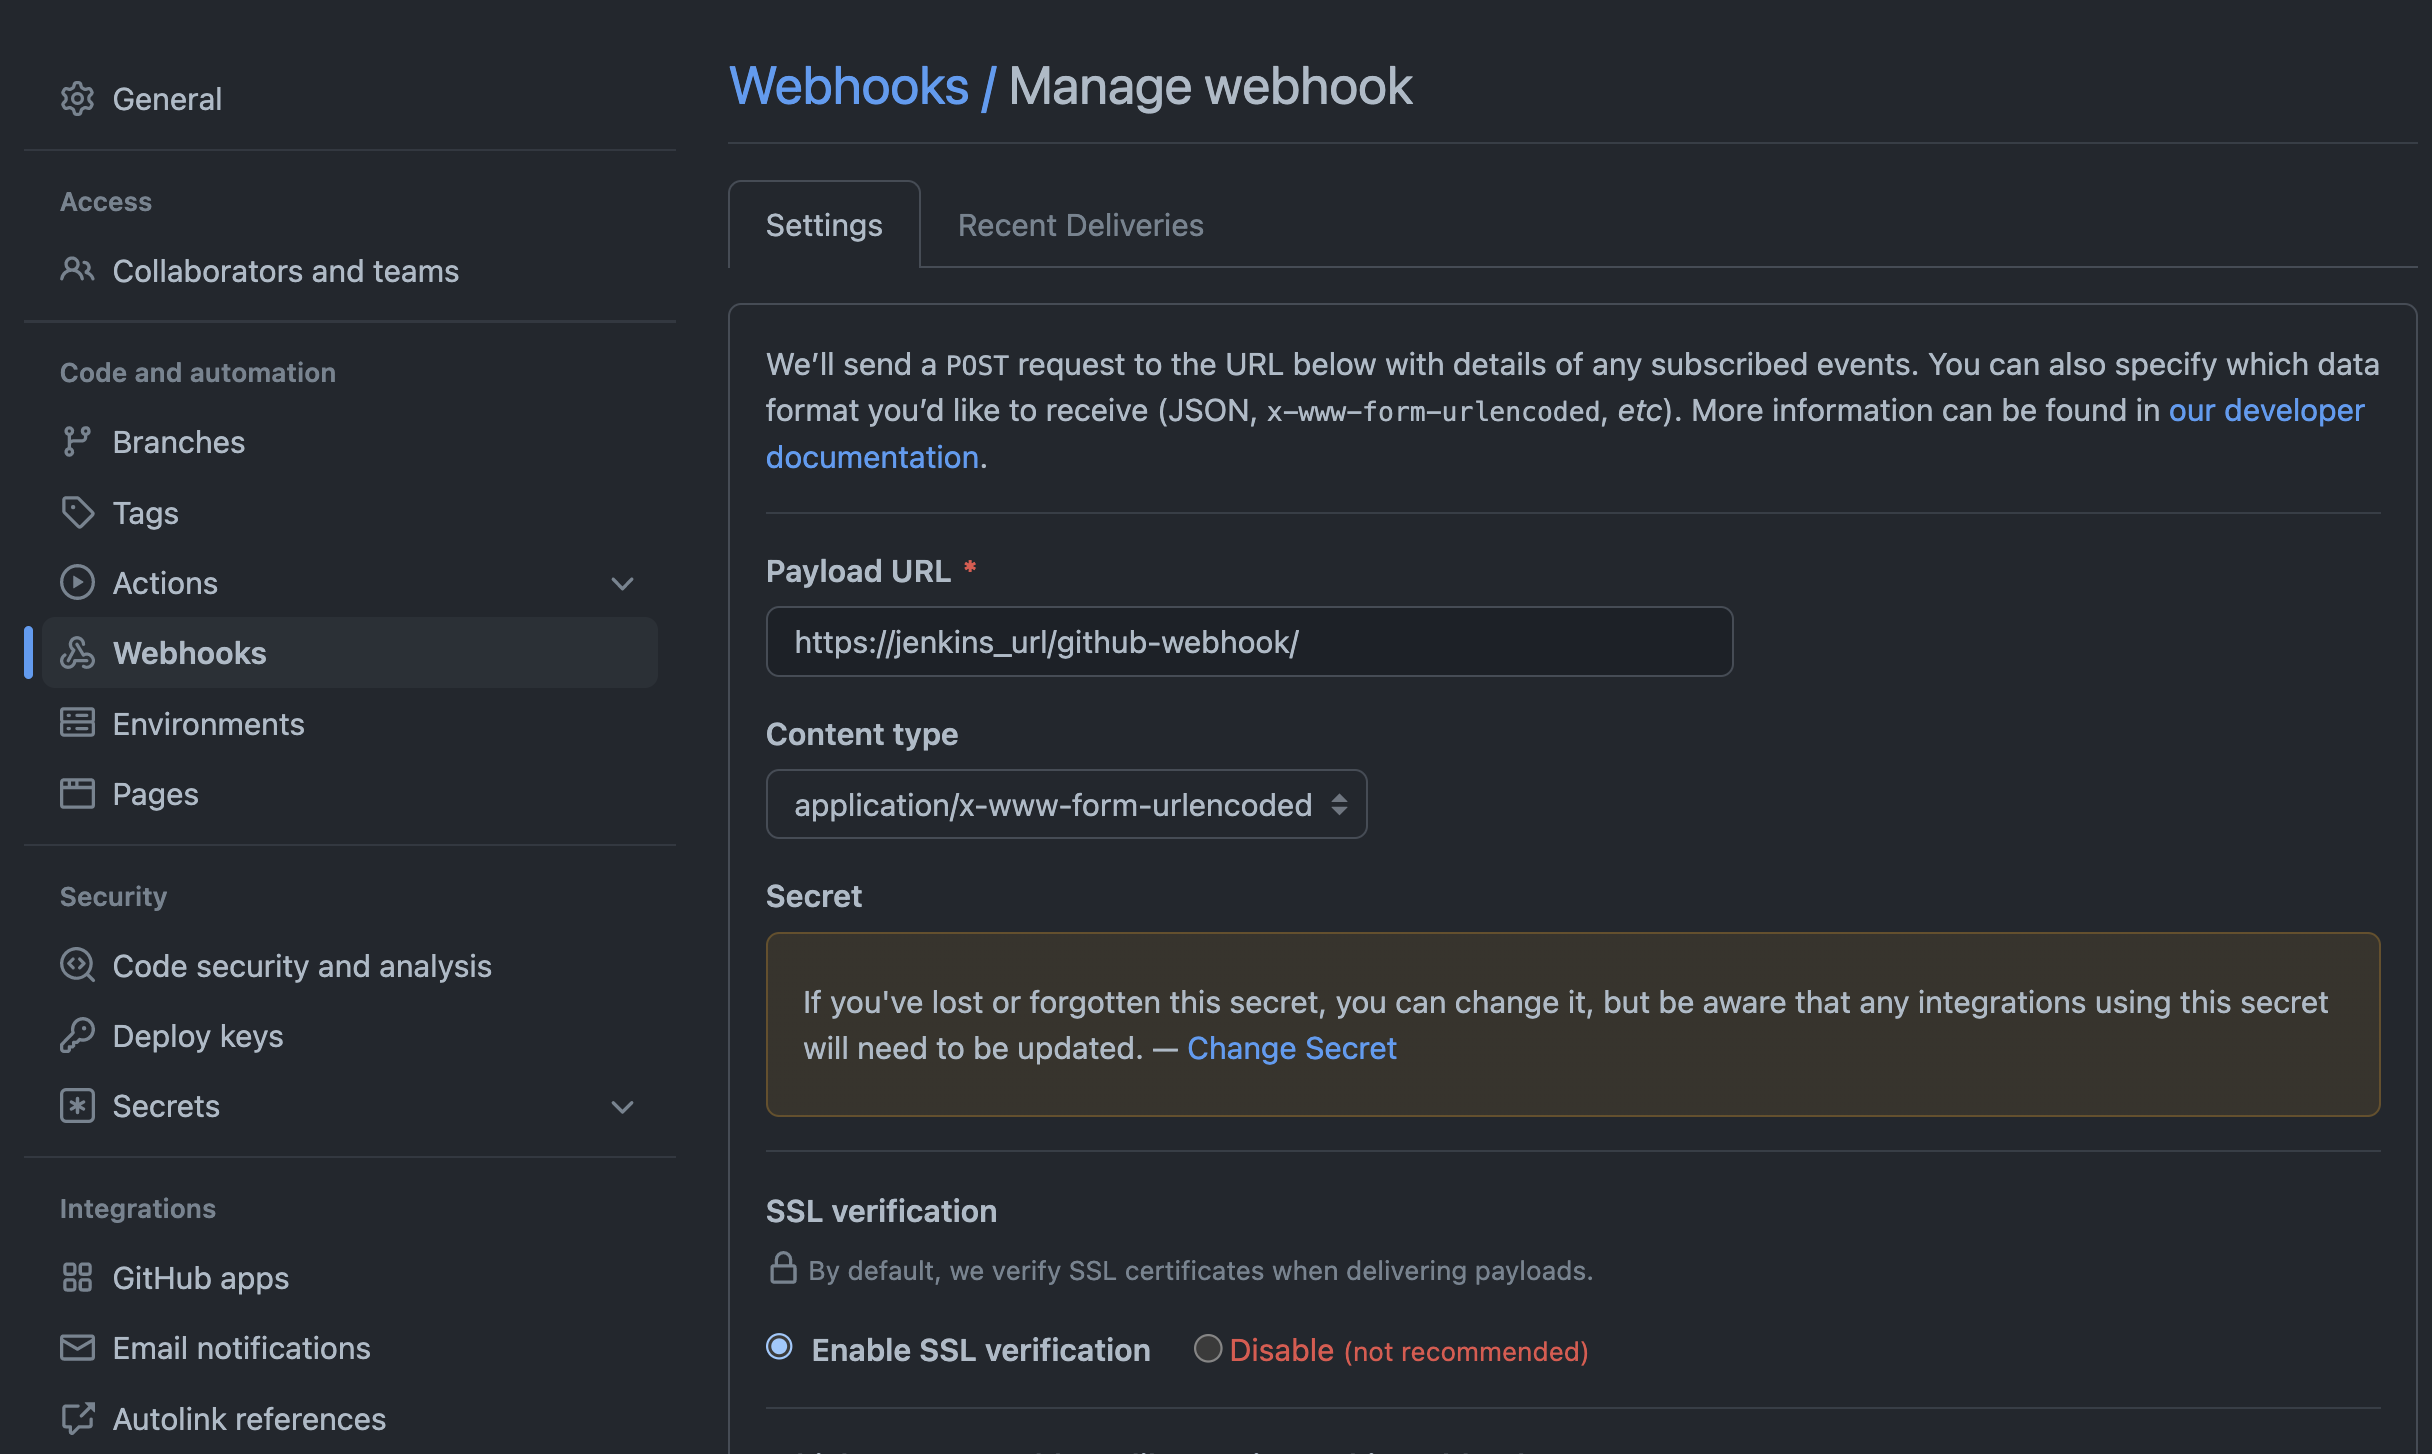 General
Access
Collaborators and teams
Code and automation
Branches
Tags
Actions
Webhooks
Environments
Pages
Security
Code security and analysis
Deploy keys
Secrets
Integrations
GitHub apps
Email notifications
Autolink references
Webhooks / Manage webhook
Settings
Recent Deliveries
We’ll send a POST request to the URL below with details of any subscribed events. You can also specify which data
format you’d like to receive (JSON, x-www-form-urlencoded, etc). More information can be found in our developer
documentation.
Payload URL *
https://jenkins_url/github-webhook/
Content type
application/x-www-form-urlencoded
Secret
If you've lost or forgotten this secret, you can change it, but be aware that any integrations using this secret
will need to be updated. — Change Secret
SSL verification
By default, we verify SSL certificates when delivering payloads.
Enable SSL verification
Disable (not recommended)